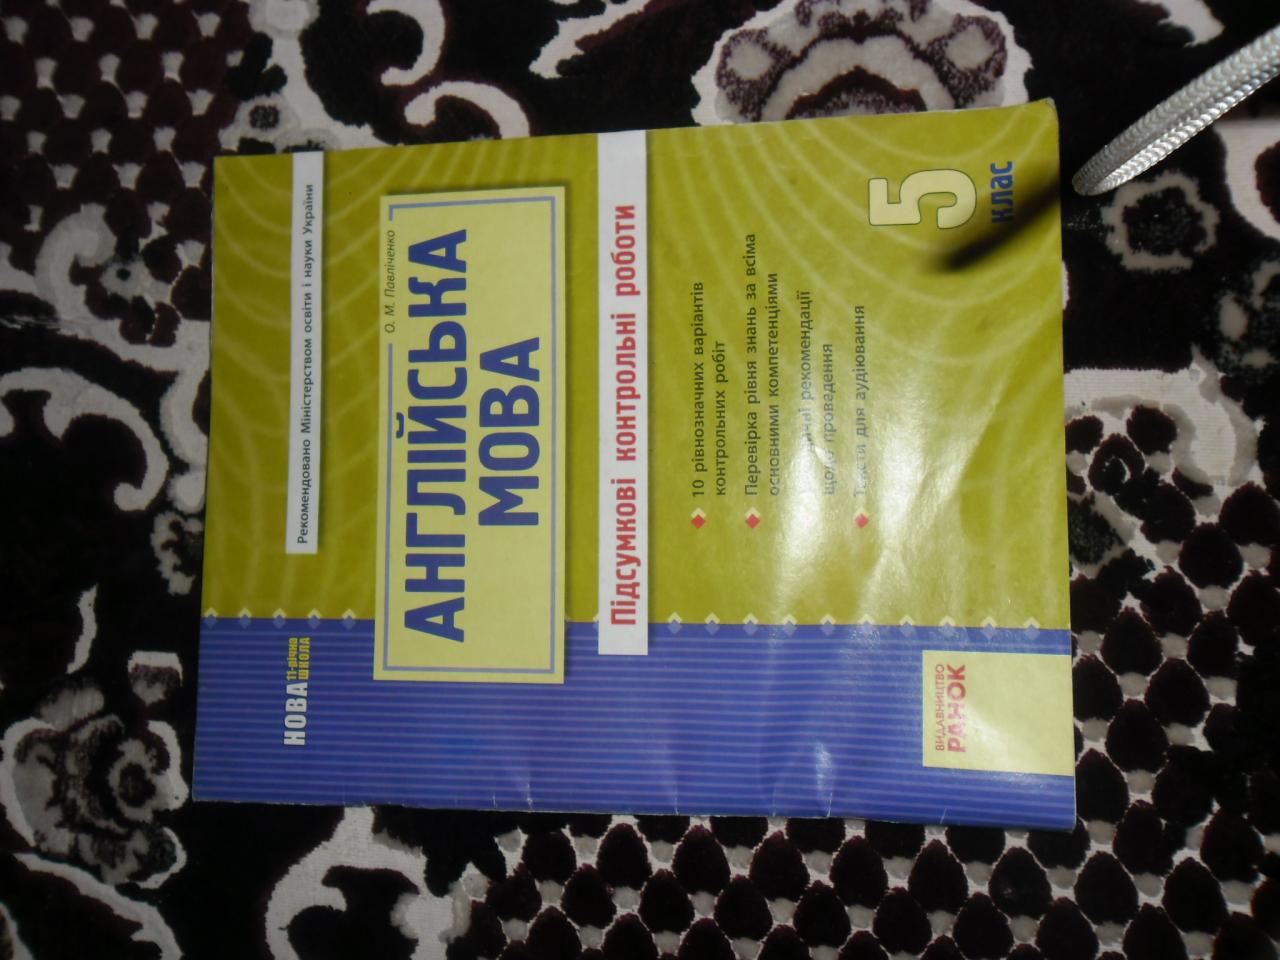 Рекомендовано Міністерством освіти і науки України
НОВА 11-річна
ШКОЛА
О. М. Павліченко
АНГЛІЙСЬКА
МОВА
Підсумкові контрольні роботи
10 рівнозначних варіантів
контрольних робіт
Перевірка рівня знань за всіма
основними компетенціями
рекомендації
щодо проведення
Тексти для аудіювання
5
клас
ВИДАВНИЦТВО
РАНОК